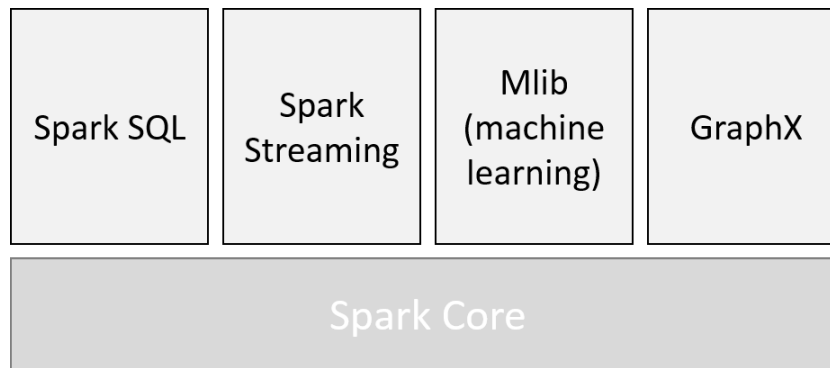 Spark SQL
Spark
Streaming
Mlib
(machine
learning)
GraphX
Spark Core